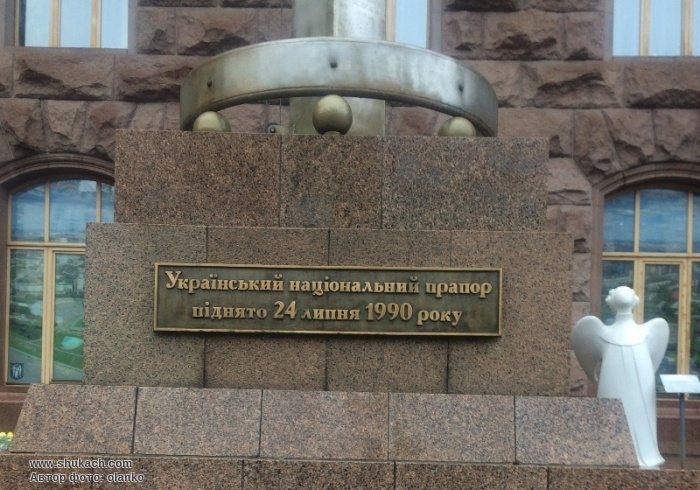 Український національний прапор
піднято 24 липня 1990 року
www.shukach.com
Автор фото: olanko